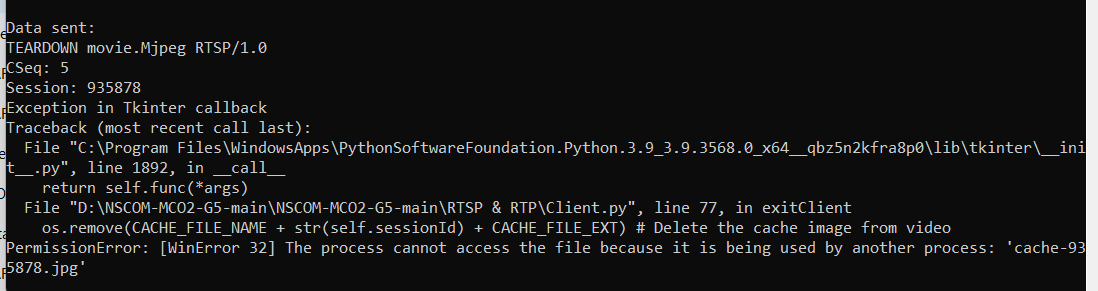 Data sent:
TEARDOWN movie.Mjpeg RTSP/1.0
CSeq: 5
Session: 935878
Exception in Tkinter callback
Traceback (most recent call last):
  File "C:\Program Files\WindowsApps\PythonSoftwareFoundation.Python.3.9_3.9.3568.0_x64__qbz5n2kfra8p0\lib\tkinter\__ini
t__.py", line 1892, in __call__
    return self.func(*args)
  File "D:\NSCOM-MCO2-G5-main\NSCOM-MCO2-G5-main\RTSP & RTP\Client.py", line 77, in exitClient
    os.remove(CACHE_FILE_NAME + str(self.sessionId) + CACHE_FILE_EXT) # Delete the cache image from video
PermissionError: [WinError 32] The process cannot access the file because it is being used by another process: 'cache-93
5878.jpg'